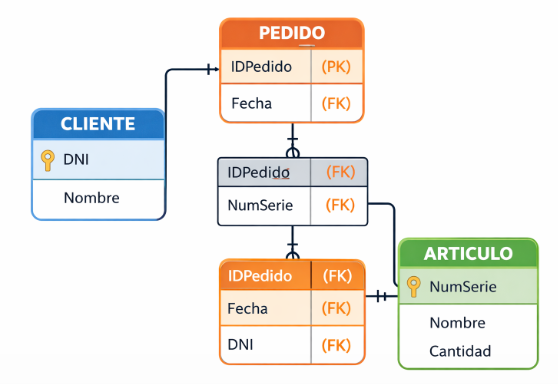 PEDIDO
IDPedido (PK)
Fecha (FK)
CLIENTE
DNI
Nombre
IDPedido (FK)
NumSerie (FK)
IDPedido (FK)
Fecha (FK)
DNI (FK)
ARTICULO
NumSerie
Nombre
Cantidad